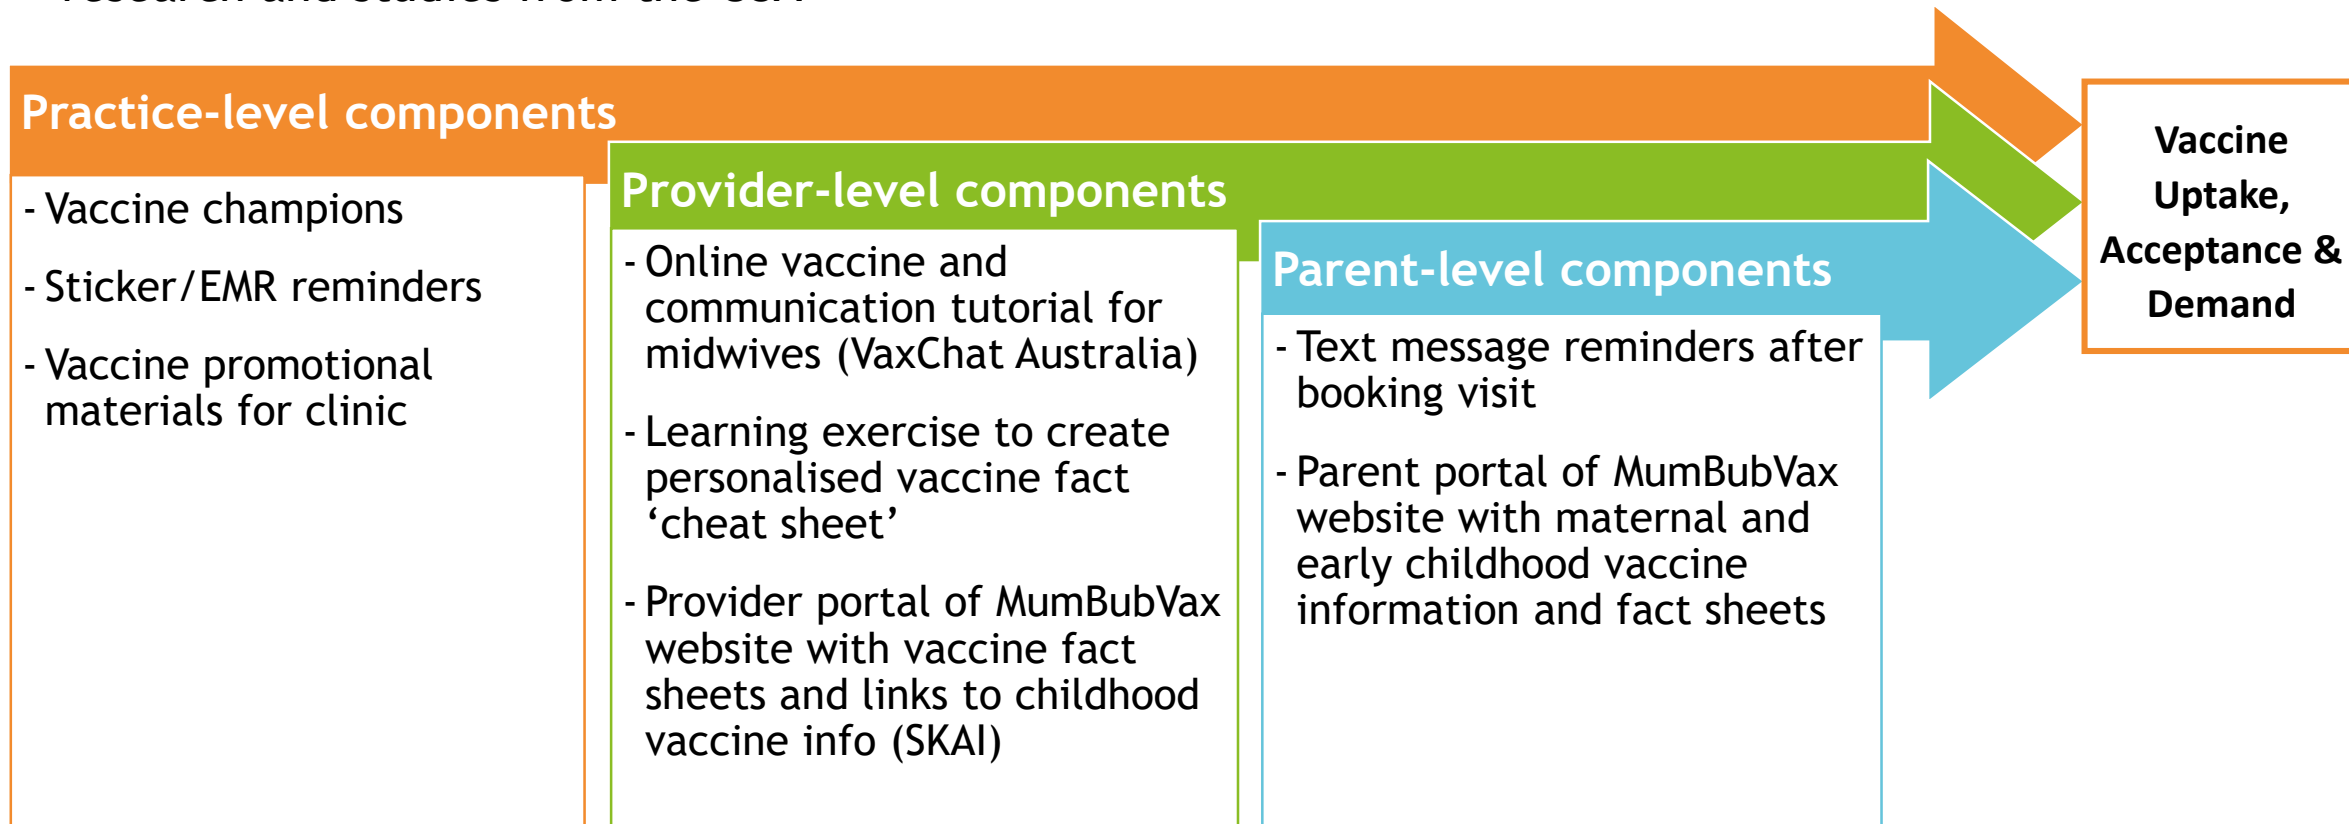 Practice-level components
- Vaccine champions
- Sticker/EMR reminders
- Vaccine promotional
materials for clinic
Provider-level components
- Online vaccine and
communication tutorial for
midwives (VaxChat Australia)
- Learning exercise to create
personalised vaccine fact
‘cheat sheet’
- Provider portal of MumBubVax
website with vaccine fact
sheets and links to childhood
vaccine info (SKAI)
Parent-level components
- Text message reminders after
booking visit
- Parent portal of MumBubVax
website with maternal and
early childhood vaccine
information and fact sheets
Vaccine
Uptake,
Acceptance &
Demand